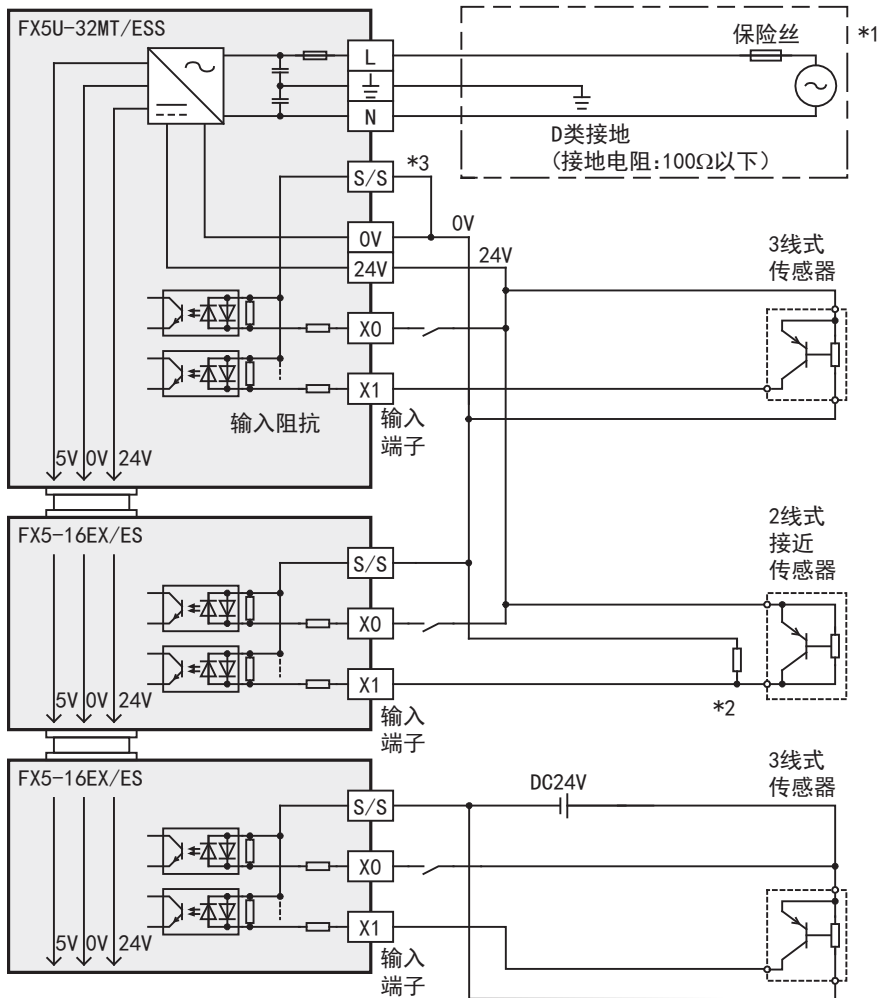 FX5U-32MT/ESS
保险丝
*1
L
N
D类接地
(接地电阻:100Ω以下)
S/S
*3
0V
0V
24V
24V
3线式
传感器
X0
X1
输入阻抗
输入
端子
5V 0V 24V
FX5-16EX/ES
2线式
接近
传感器
S/S
X0
X1
*2
5V 0V 24V
输入
端子
FX5-16EX/ES
3线式
传感器
DC24V
S/S
X0
X1
5V 0V 24V
输入
端子